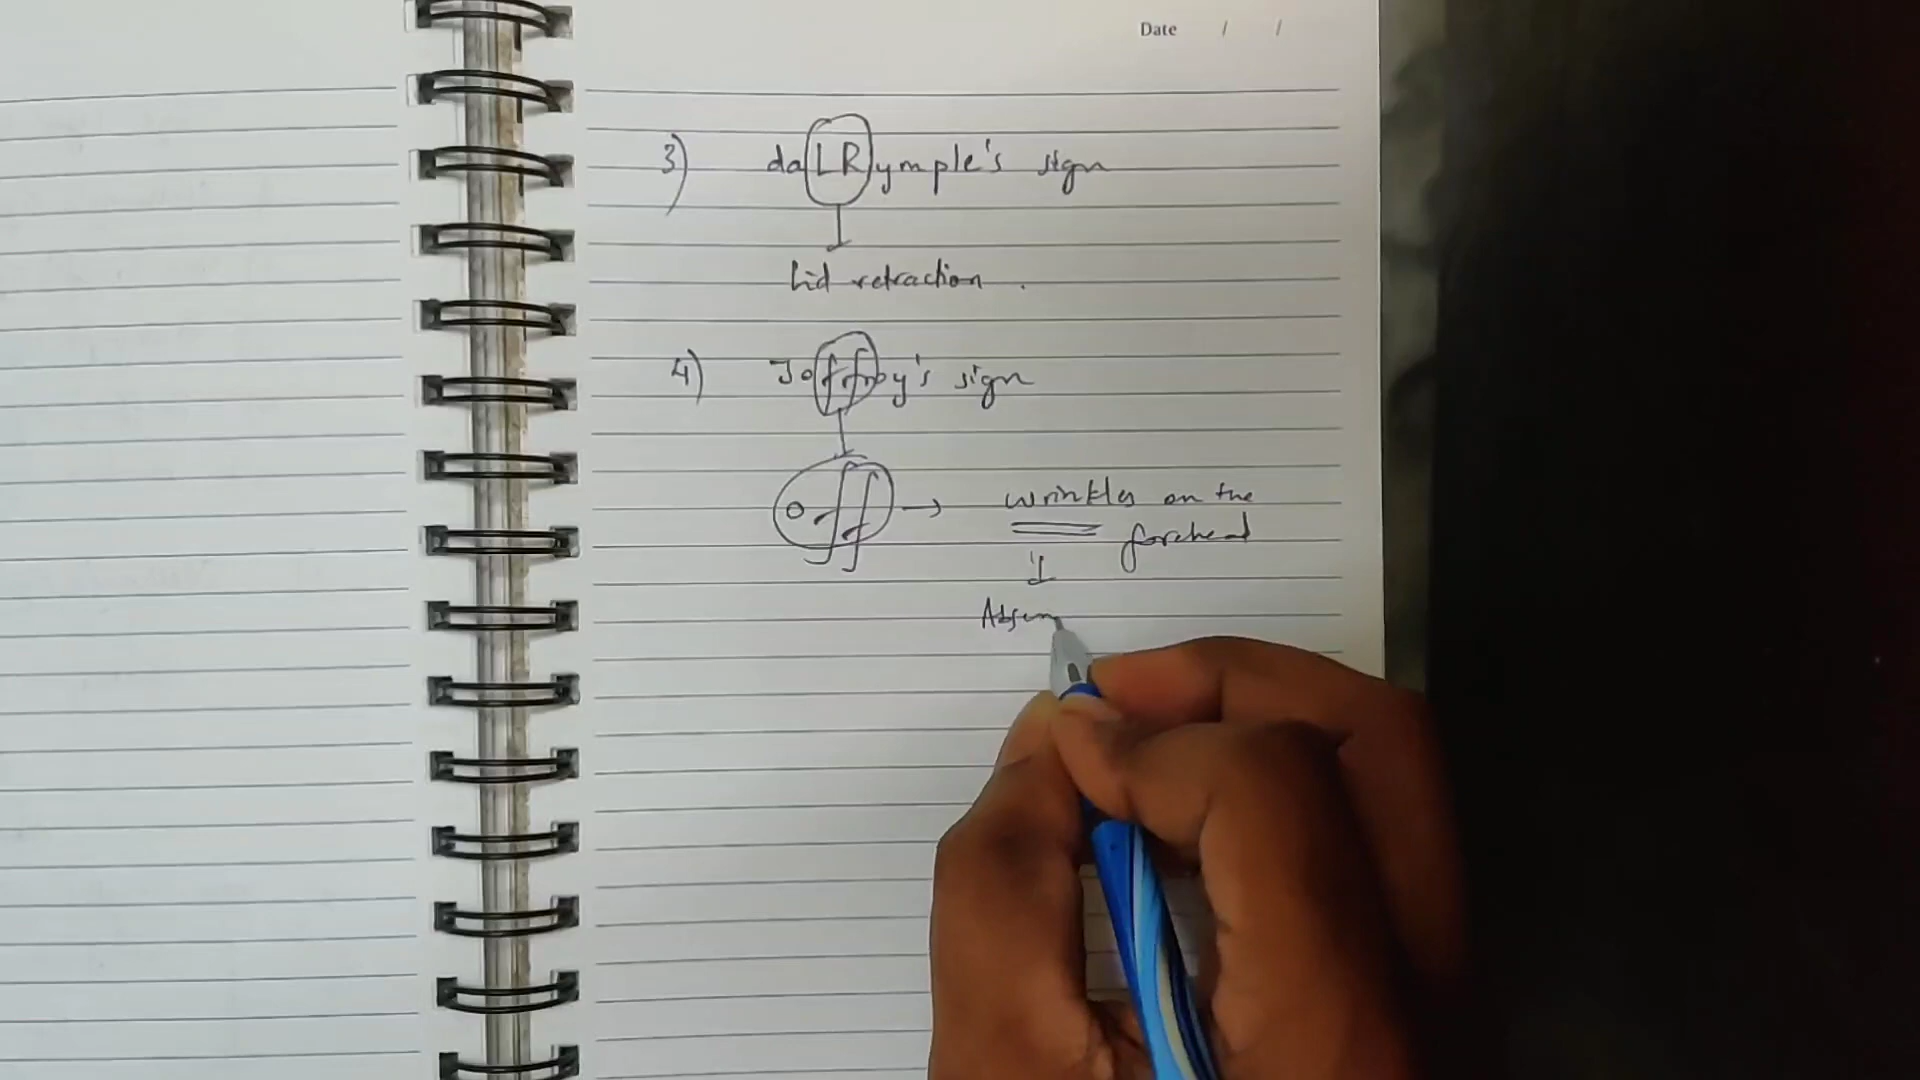 Date / /
3) daLRymple's sign
Lid retraction .
4) Joffroy's sign
off → wrinkles on the
forehead
Absen